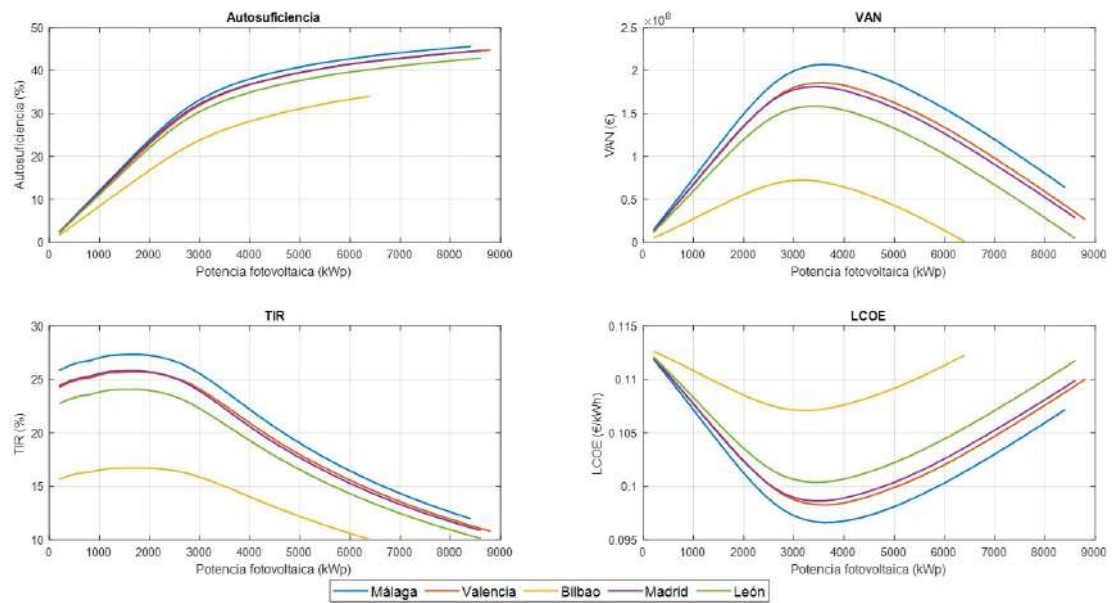 Autosuficiencia
50
40
30
20
10
0
Autosuficiencia (%)
0 1000 2000 3000 4000 5000 6000 7000 8000 9000
Potencia fotovoltaica (kWp)
VAN
×10⁸
2.5
2
1.5
1
0.5
0
VAN (€)
0 1000 2000 3000 4000 5000 6000 7000 8000 9000
Potencia fotovoltaica (kWp)
TIR
30
25
20
15
10
TIR (%)
0 1000 2000 3000 4000 5000 6000 7000 8000 9000
Potencia fotovoltaica (kWp)
LCOE
0.115
0.11
0.105
0.1
0.095
LCOE (€/kWh)
0 1000 2000 3000 4000 5000 6000 7000 8000 9000
Potencia fotovoltaica (kWp)
Málaga Valencia Bilbao Madrid León